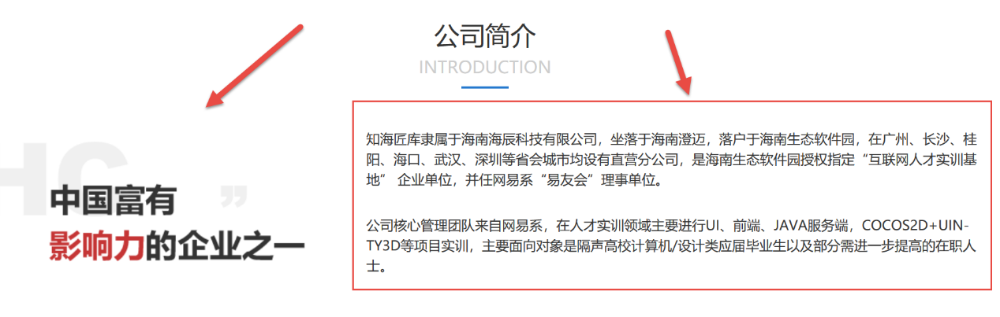 公司简介
INTRODUCTION
HC
中国富有
”
影响力的企业之一
知海匠库隶属于海南海辰科技有限公司，坐落于海南澄迈，落户于海南生态软件园，在广州、长沙、桂
阳、海口、武汉、深圳等省会城市均设有直营分公司，是海南生态软件园授权指定“互联网人才实训基
地” 企业单位，并任网易系“易友会”理事单位。
公司核心管理团队来自网易系，在人才实训领域主要进行UI、前端、JAVA服务端，COCOS2D+UIN-
TY3D等项目实训，主要面向对象是隔声高校计算机/设计类应届毕业生以及部分需进一步提高的在职人
士。